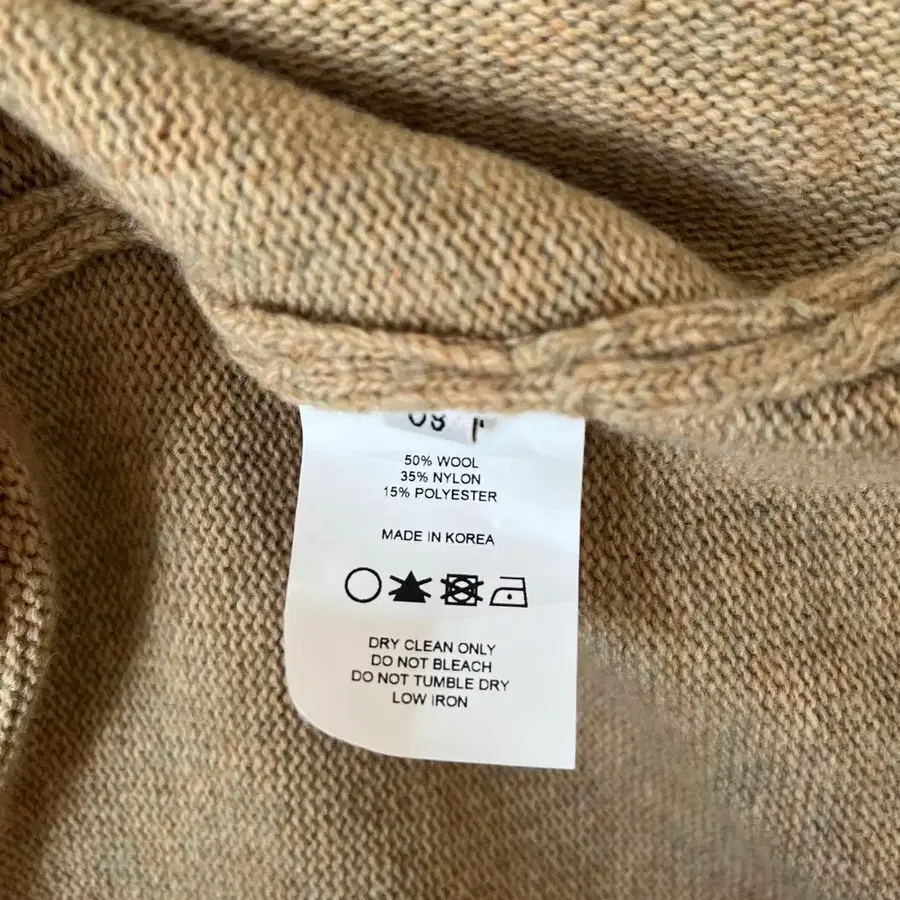 50% WOOL
35% NYLON
15% POLYESTER
MADE IN KOREA
DRY CLEAN ONLY
DO NOT BLEACH
DO NOT TUMBLE DRY
LOW IRON